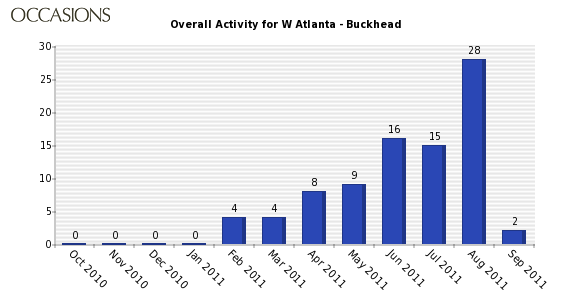 OCCASIONS
Overall Activity for W Atlanta - Buckhead
30
25
20
15
10
5
0
0
0
0
0
4
4
8
9
16
15
28
2
Oct 2010
Nov 2010
Dec 2010
Jan 2011
Feb 2011
Mar 2011
Apr 2011
May 2011
Jun 2011
Jul 2011
Aug 2011
Sep 2011